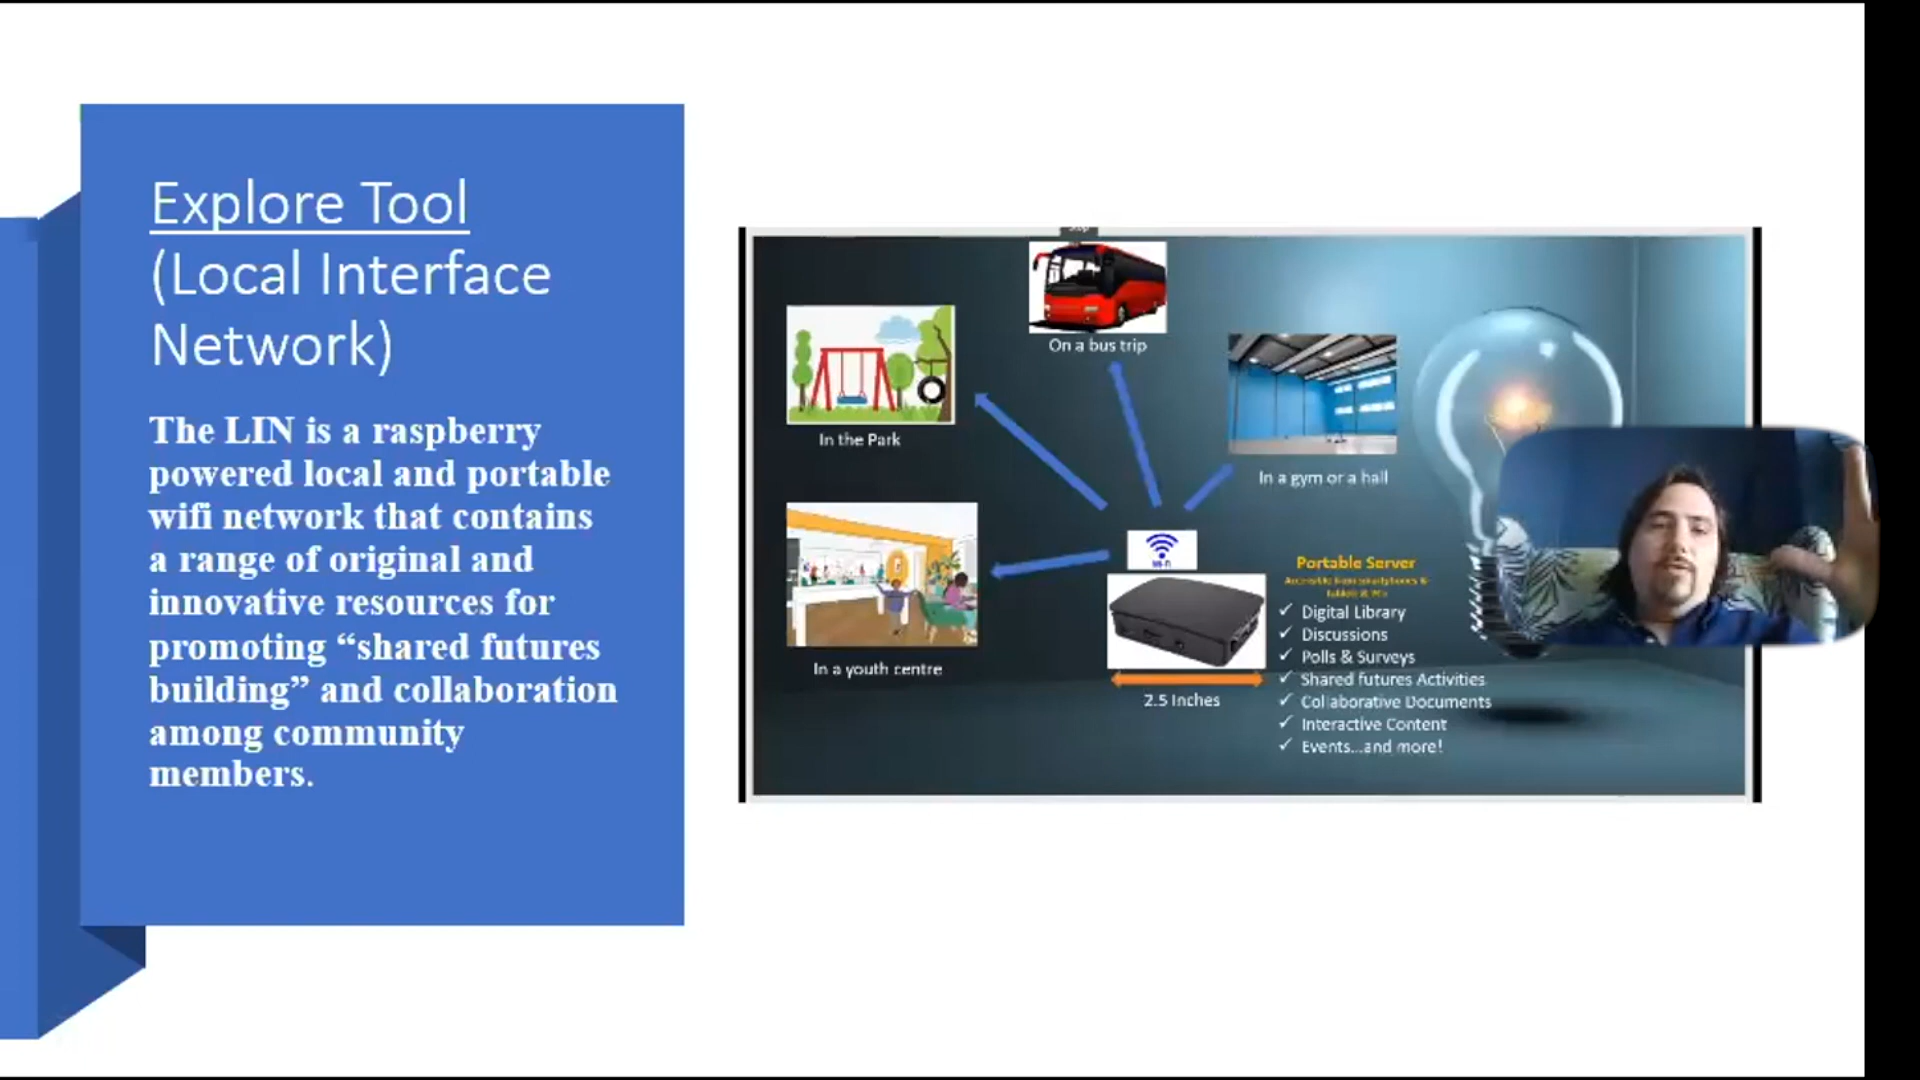 Explore Tool
(Local Interface
Network)
The LIN is a raspberry
powered local and portable
wifi network that contains
a range of original and
innovative resources for
promoting “shared futures
building” and collaboration
among community
members.
Stop
On a bus trip
In the Park
In a gym or a hall
In a youth centre
Wi-Fi
2.5 Inches
Portable Server
Accessible from smartphones &
✓ Digital Library
✓ Discussions
✓ Polls & Surveys
✓ Shared futures Activities
✓ Collaborative Documents
✓ Interactive Content
✓ Events...and more!